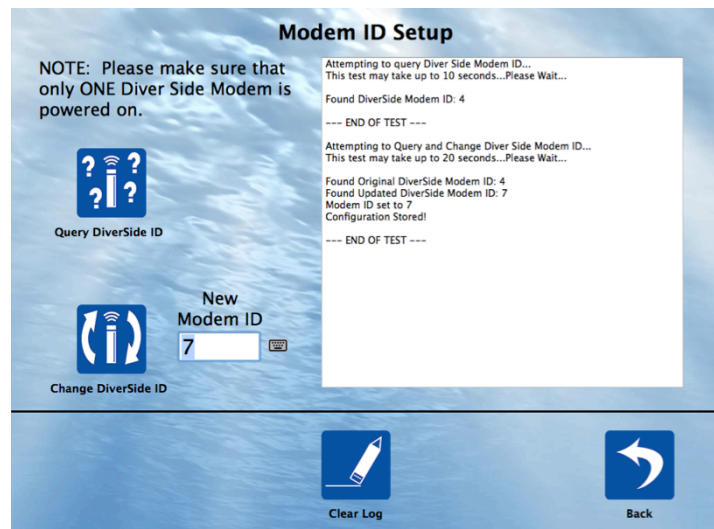 Modem ID Setup
NOTE: Please make sure that
only ONE Diver Side Modem is
powered on.
? ?
? ?
Query DiverSide ID
Attempting to query Diver Side Modem ID...
This test may take up to 10 seconds...Please Wait...
Found DiverSide Modem ID: 4
--- END OF TEST ---
Attempting to Query and Change Diver Side Modem ID...
This test may take up to 20 seconds...Please Wait...
Found Original DiverSide Modem ID: 4
Found Updated DiverSide Modem ID: 7
Modem ID set to 7
Configuration Stored!
--- END OF TEST ---
New
Modem ID
7
Change DiverSide ID
Clear Log
Back